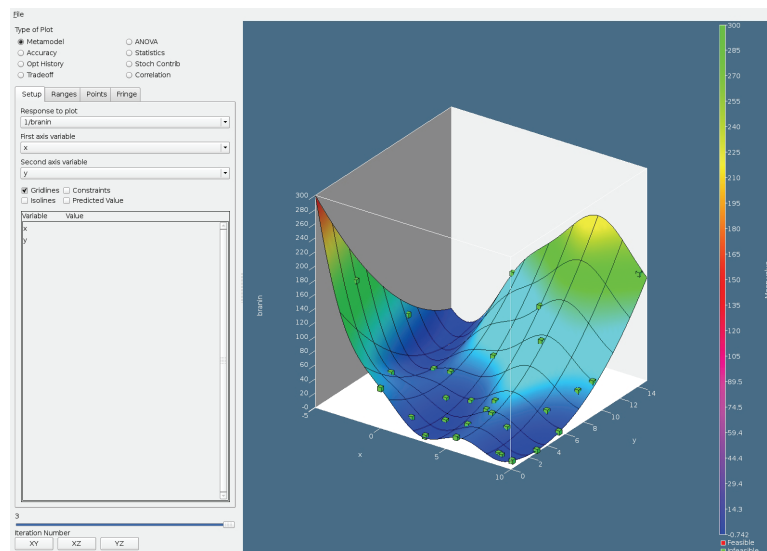 File
Type of Plot
Metamodel
ANOVA
Accuracy
Statistics
Opt History
Stoch Contrib
Tradeoff
Correlation
Setup Ranges Points Fringe
Response to plot
1/branin
First axis variable
x
Second axis variable
y
Gridlines Constraints
Isolines Predicted Value
Variable Value
x
y
3
Iteration Number
XY XZ YZ
300
280
260
240
220
200
180
160
140
120
100
80
60
40
20
-0
branin
-5
0
5
10
x
0
2
4
6
8
10
12
14
y
300
285
270
255
240
225
210
195
180
165
150
135
120
105
89.5
74.5
59.4
44.4
29.4
14.3
-0.742
Feasible
Infeasible